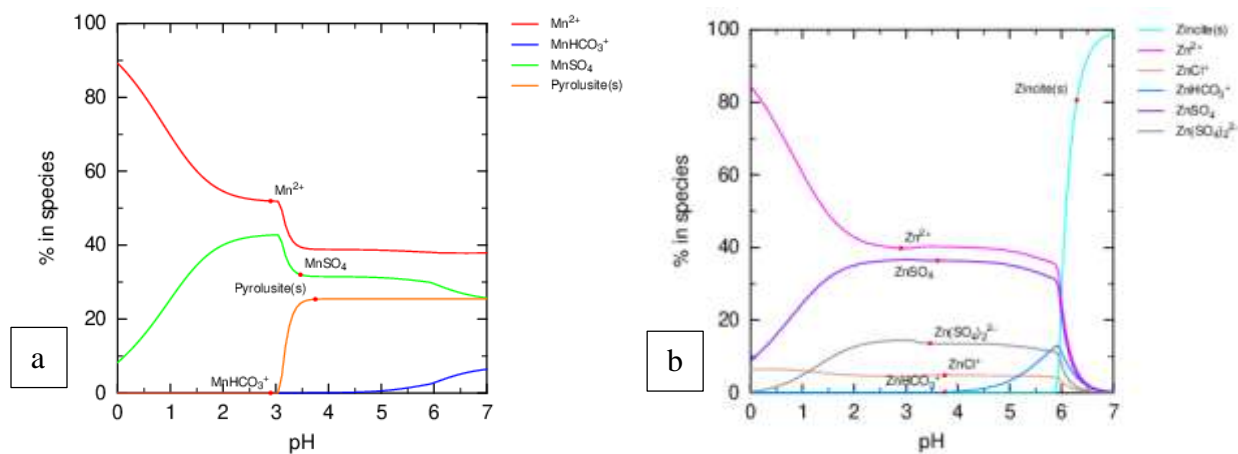 100
80
60
40
20
0
% in species
0 1 2 3 4 5 6 7
pH
Mn²⁺
MnSO₄
Pyrolusite(s)
MnHCO₃⁺
Mn²⁺
MnHCO₃⁺
MnSO₄
Pyrolusite(s)
a
100
80
60
40
20
0
% in species
0 1 2 3 4 5 6 7
pH
Zincite(s)
Zn²⁺
ZnSO₄
Zn(SO₄)₂²⁻
ZnCl⁺
ZnHCO₃⁺
Zincite(s)
Zn²⁺
ZnCl⁺
ZnHCO₃⁺
ZnSO₄
Zn(SO₄)₂²⁻
b